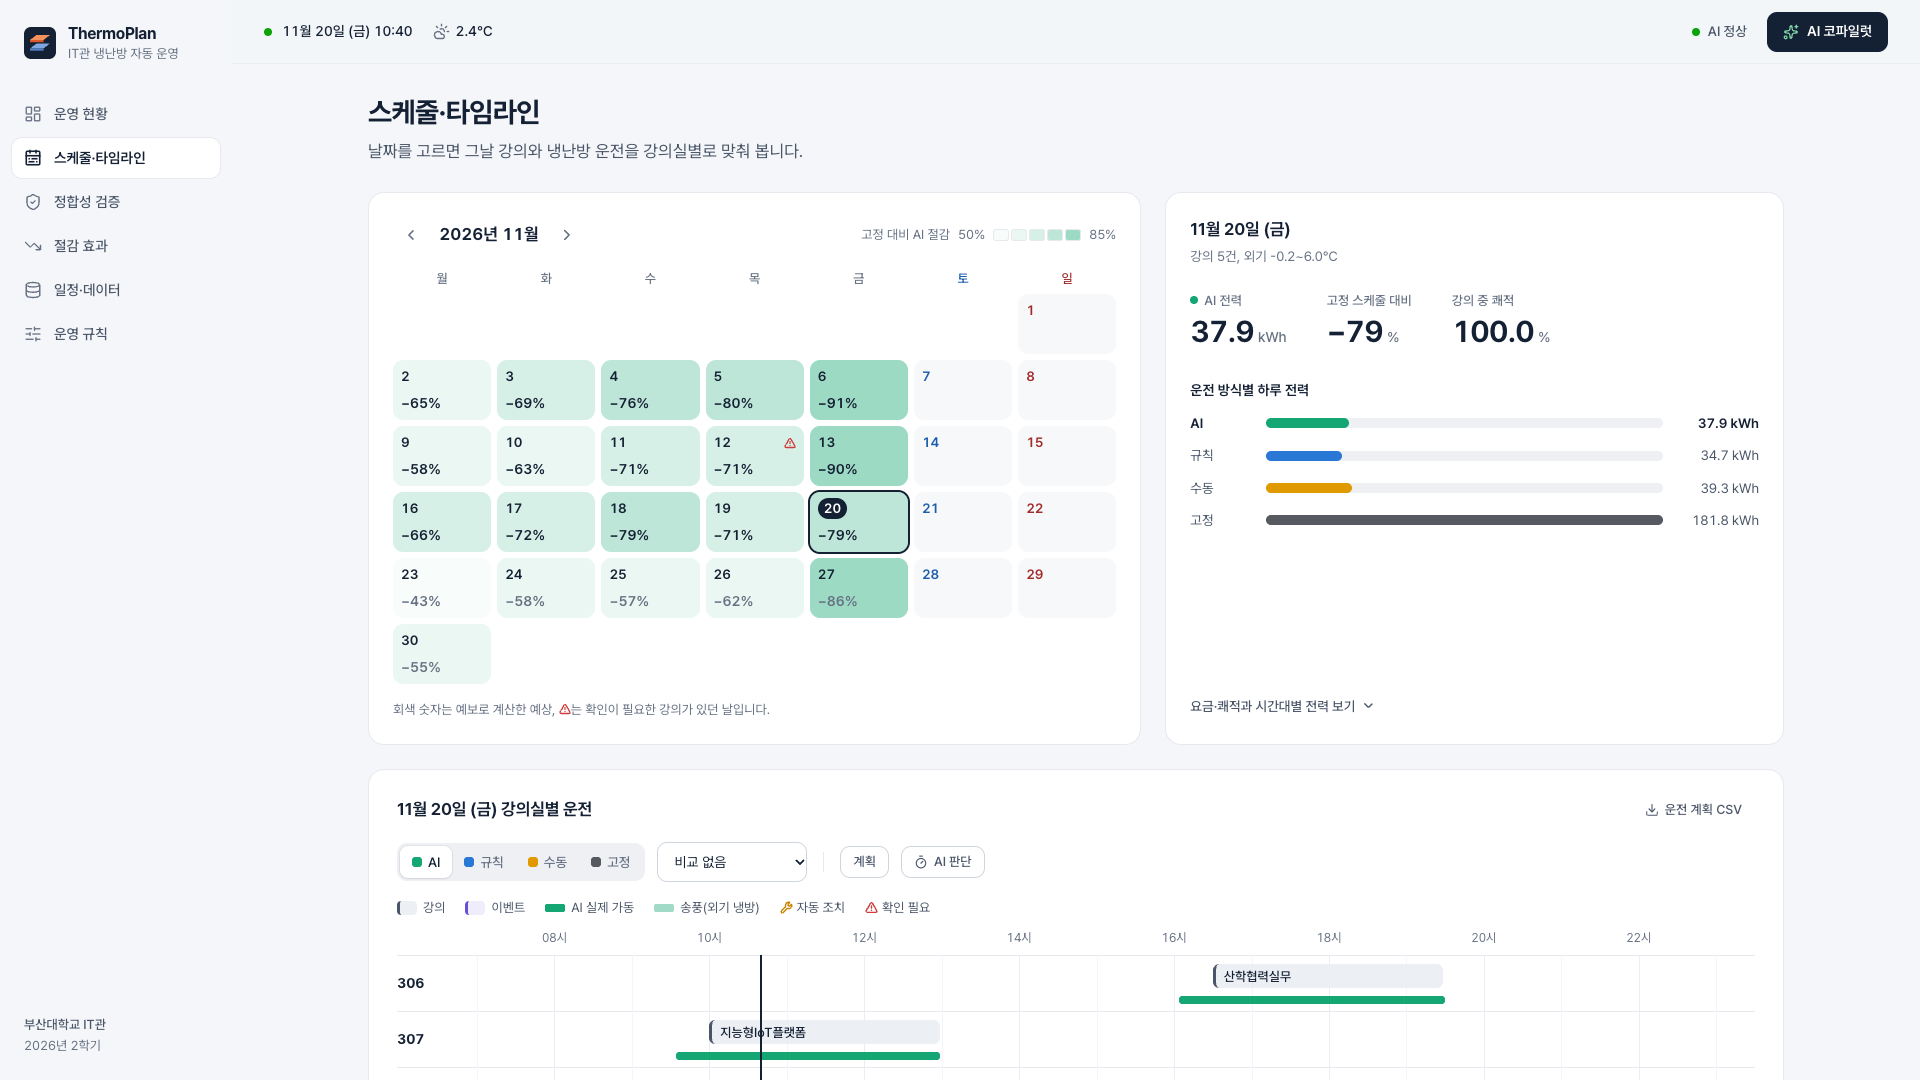 ThermoPlan
IT관 냉난방 자동 운영
운영 현황
스케줄·타임라인
정합성 검증
절감 효과
일정·데이터
운영 규칙
부산대학교 IT관
2026년 2학기
11월 20일 (금) 10:40
2.4°C
AI 정상
AI 코파일럿
스케줄·타임라인
날짜를 고르면 그날 강의와 냉난방 운전을 강의실별로 맞춰 봅니다.
2026년 11월
고정 대비 AI 절감 50% 85%
월 화 수 목 금 토 일
1
2 3 4 5 6 7 8
−65% −69% −76% −80% −91%
9 10 11 12 13 14 15
−58% −63% −71% −71% −90%
16 17 18 19 20 21 22
−66% −72% −79% −71% −79%
23 24 25 26 27 28 29
−43% −58% −57% −62% −86%
30
−55%
회색 숫자는 예보로 계산한 예상, 는 확인이 필요한 강의가 있던 날입니다.
11월 20일 (금)
강의 5건, 외기 -0.2~6.0°C
AI 전력 고정 스케줄 대비 강의 중 쾌적
37.9 kWh −79 % 100.0 %
운전 방식별 하루 전력
AI 37.9 kWh
규칙 34.7 kWh
수동 39.3 kWh
고정 181.8 kWh
요금·쾌적과 시간대별 전력 보기
11월 20일 (금) 강의실별 운전
운전 계획 CSV
AI 규칙 수동 고정 비교 없음 계획 AI 판단
강의 이벤트 AI 실제 가동 송풍(외기 냉방) 자동 조치 확인 필요
08시 10시 12시 14시 16시 18시 20시 22시
306 산학협력실무
307 지능형IoT플랫폼